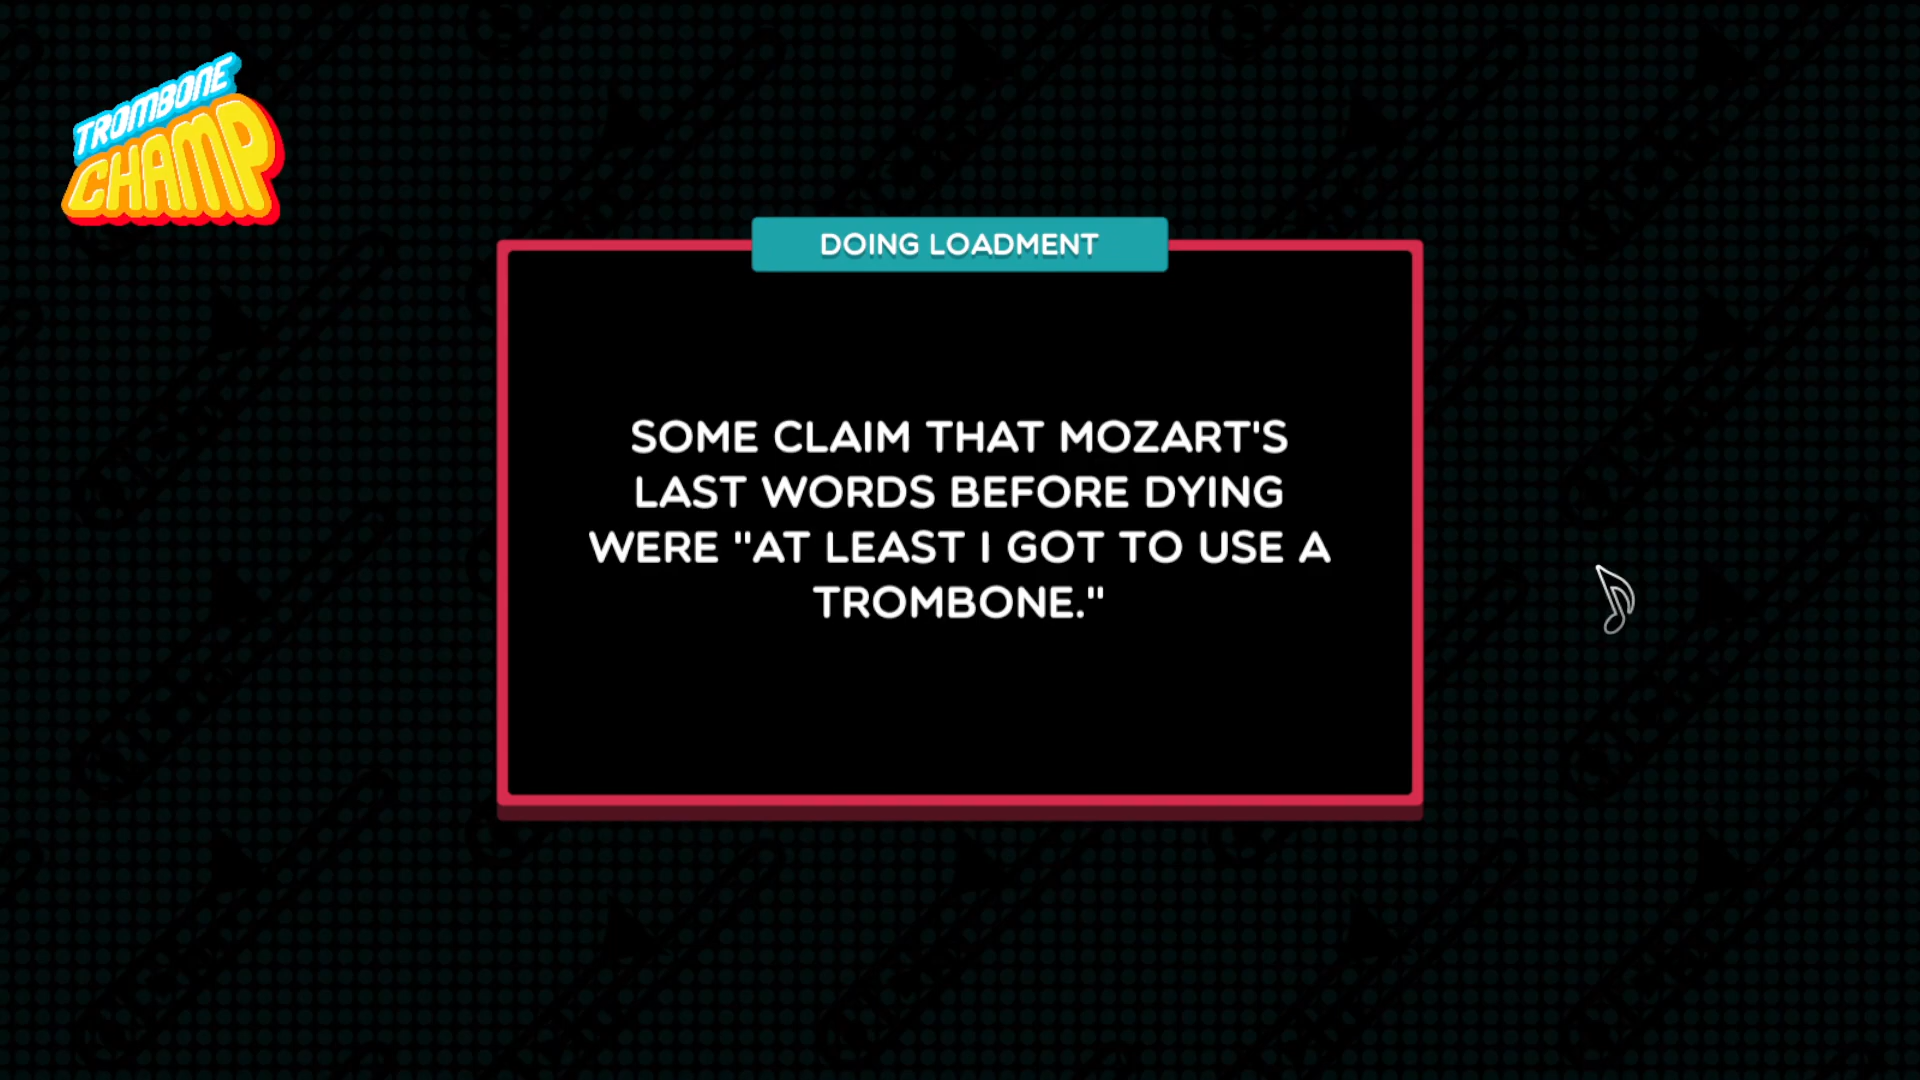 TROMBONE
CHAMP
DOING LOADMENT
SOME CLAIM THAT MOZART'S
LAST WORDS BEFORE DYING
WERE "AT LEAST I GOT TO USE A
TROMBONE."